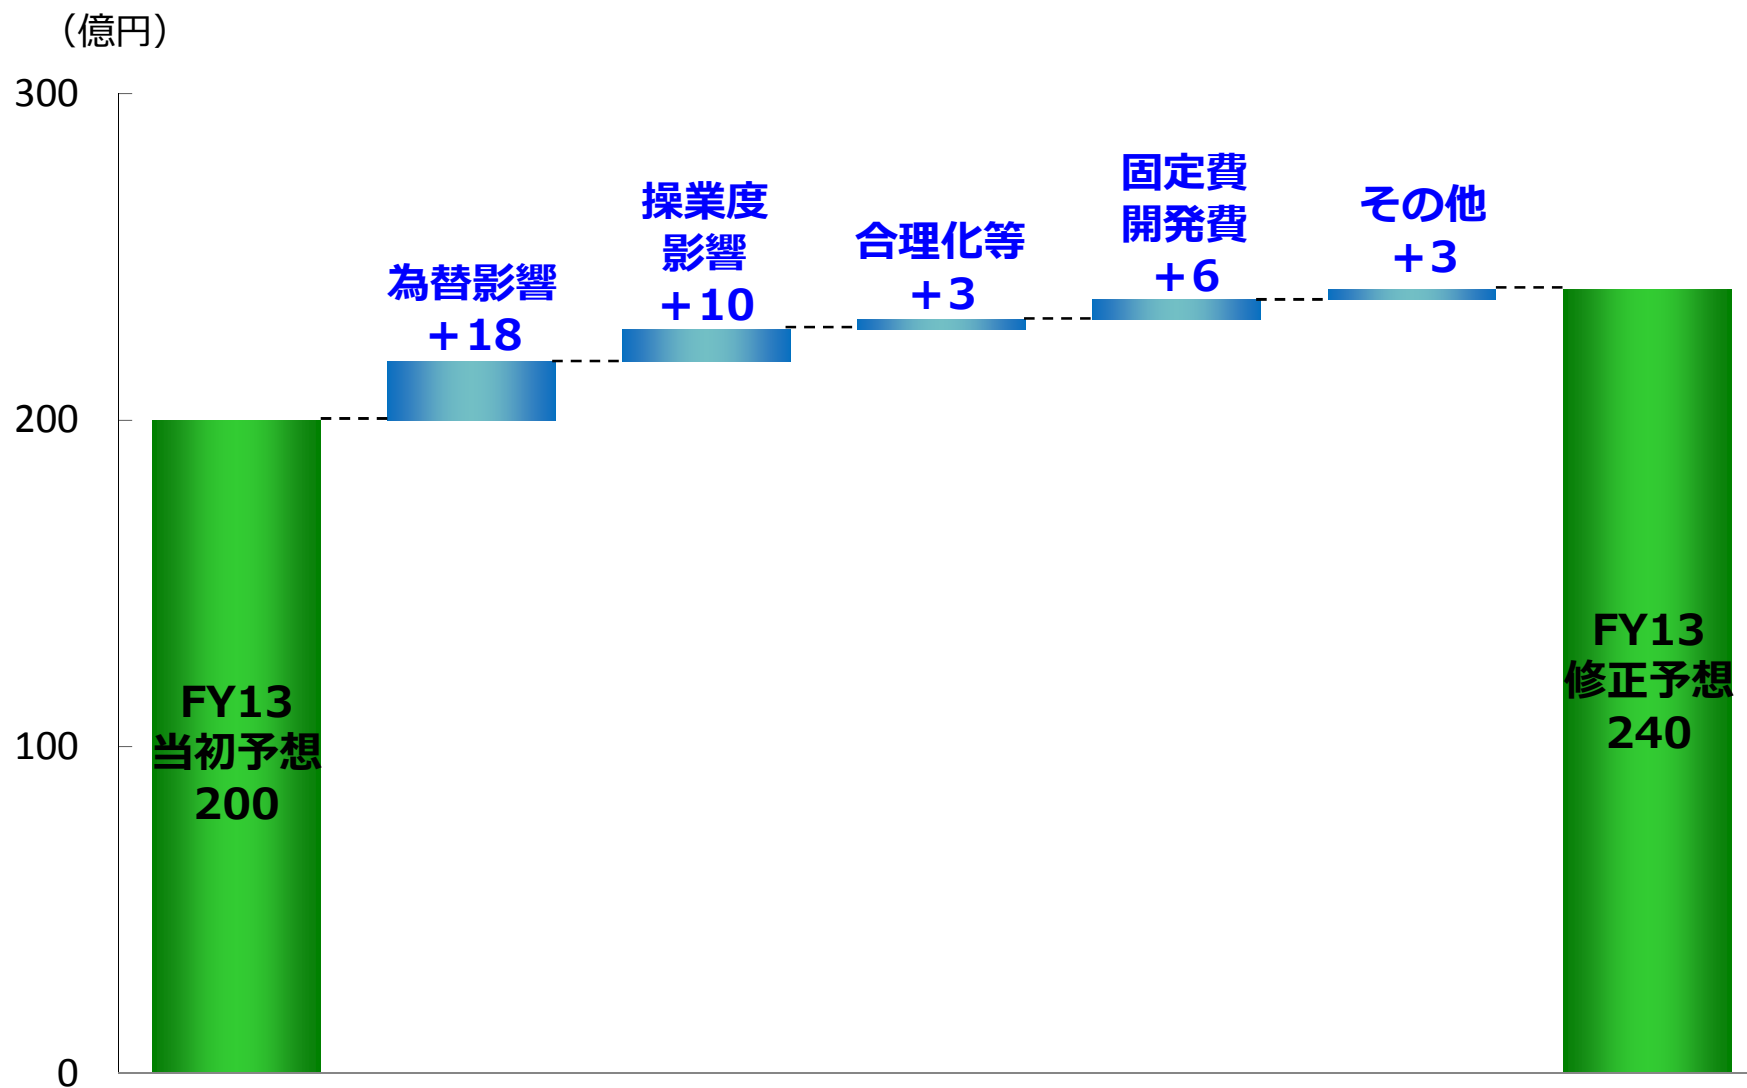 （億円）
300
200
100
0
FY13
当初予想
200
為替影響
＋18
操業度
影響
＋10
合理化等
＋3
固定費
開発費
＋6
その他
＋3
FY13
修正予想
240